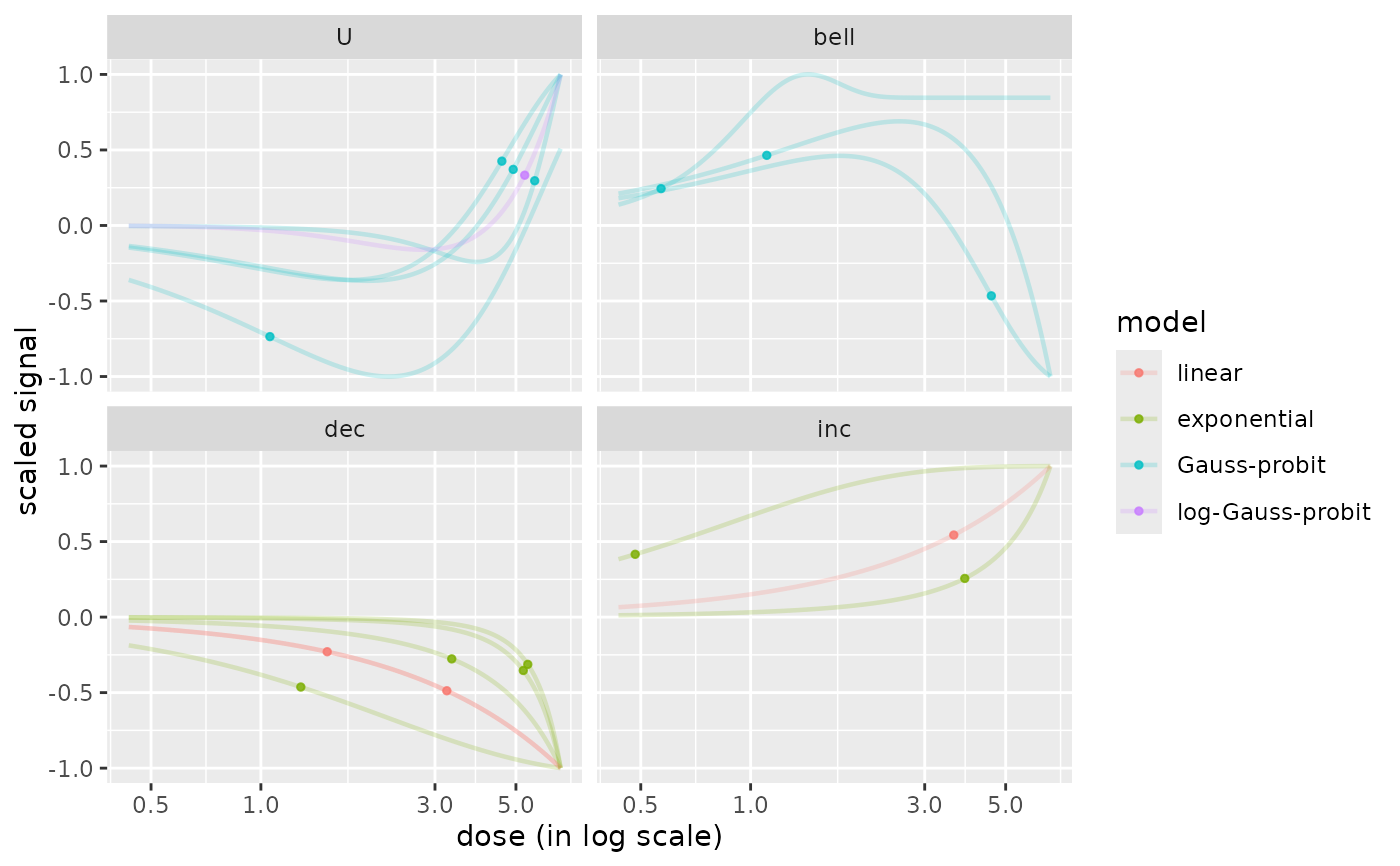 U
bell
1.0
0.5
0.0
-0.5
-1.0
dec
inc
1.0
0.5
0.0
-0.5
-1.0
0.5 1.0 3.0 5.0
0.5 1.0 3.0 5.0
dose (in log scale)
scaled signal
model
linear
exponential
Gauss-probit
log-Gauss-probit